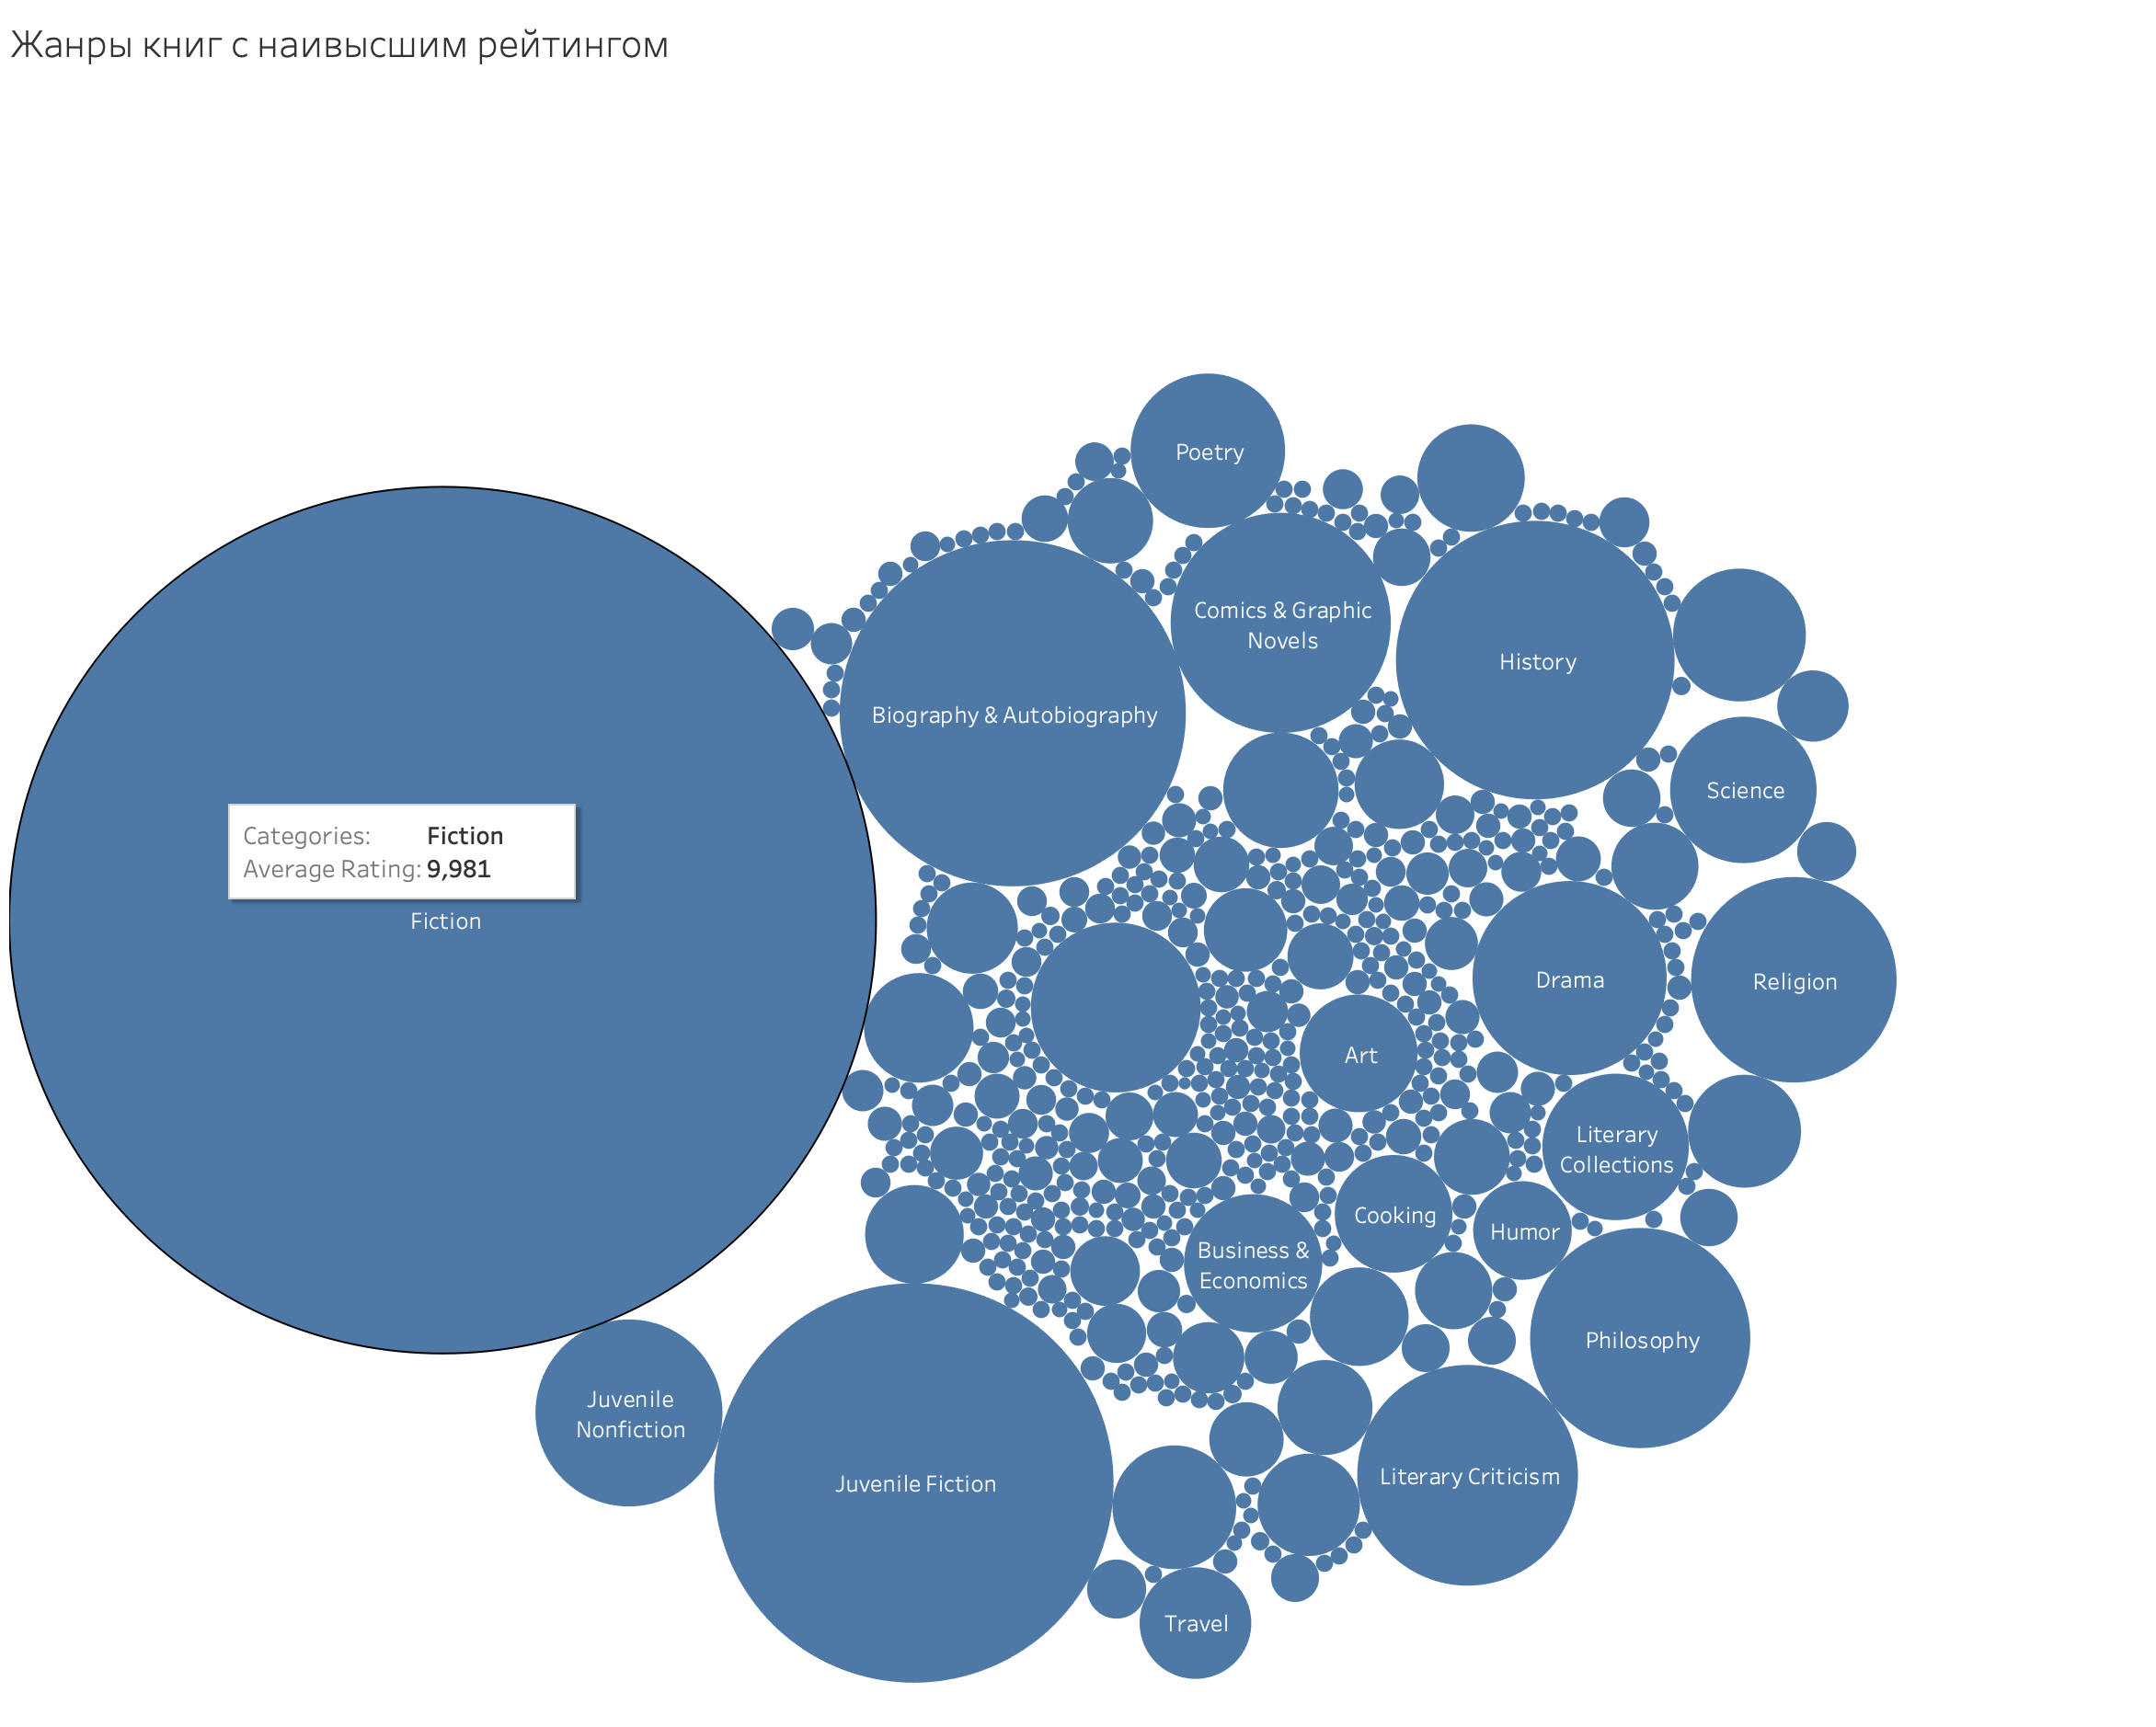 Жанры книг с наивысшим рейтингом
Poetry
Comics & Graphic
Novels
History
Biography & Autobiography
Science
Categories: Fiction
Average Rating: 9,981
Fiction
Drama
Religion
Art
Literary
Collections
Cooking
Humor
Business &
Economics
Philosophy
Juvenile
Nonfiction
Juvenile Fiction
Literary Criticism
Travel